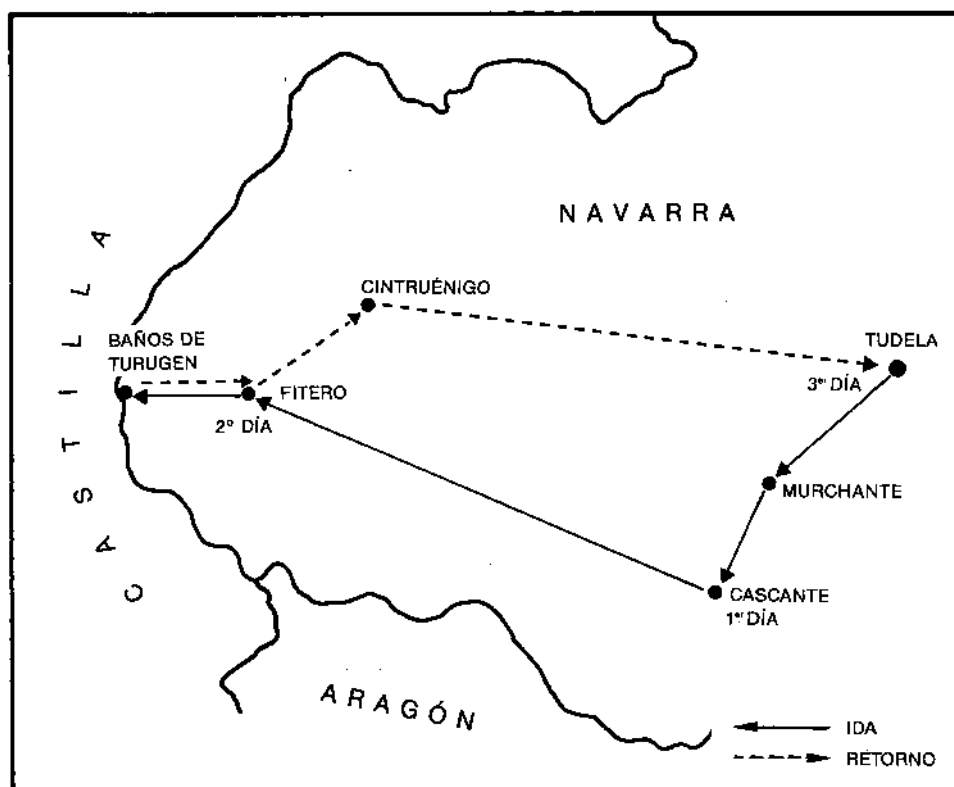 NAVARRA
CASTILLA
CINTRUÉNIGO
BAÑOS DE
TURUGEN
TUDELA
3er DÍA
FITERO
2º DÍA
MURCHANTE
CASCANTE
1er DÍA
ARAGÓN
IDA
RETORNO